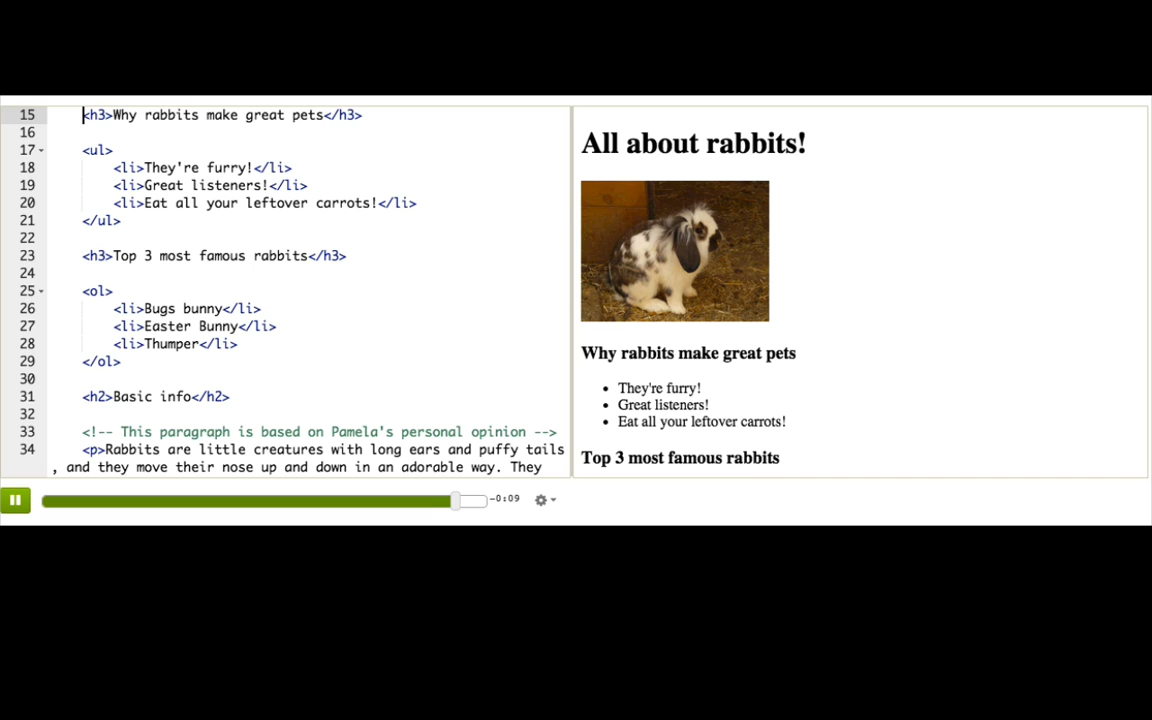 15 <h3>Why rabbits make great pets</h3>
16
17 <ul>
18 <li>They're furry!</li>
19 <li>Great listeners!</li>
20 <li>Eat all your leftover carrots!</li>
21 </ul>
22
23 <h3>Top 3 most famous rabbits</h3>
24
25 <ol>
26 <li>Bugs bunny</li>
27 <li>Easter Bunny</li>
28 <li>Thumper</li>
29 </ol>
30
31 <h2>Basic info</h2>
32
33 <!-- This paragraph is based on Pamela's personal opinion -->
34 <p>Rabbits are little creatures with long ears and puffy tails
, and they move their nose up and down in an adorable way. They
All about rabbits!
Why rabbits make great pets
• They're furry!
• Great listeners!
• Eat all your leftover carrots!
Top 3 most famous rabbits
-0:09